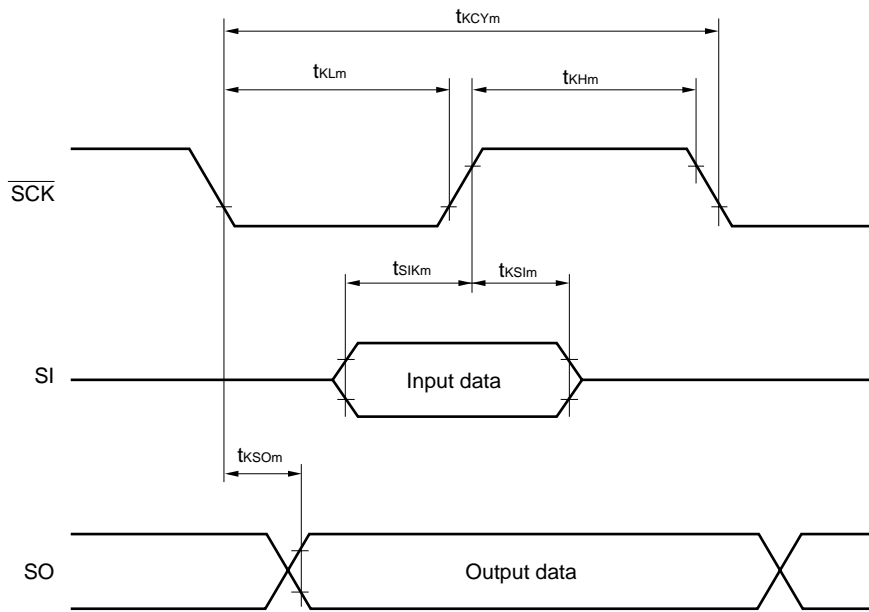 tKCYm
tKLm
tKHm
SCK
tSIKm
tKSIm
SI
Input data
tKSOm
SO
Output data